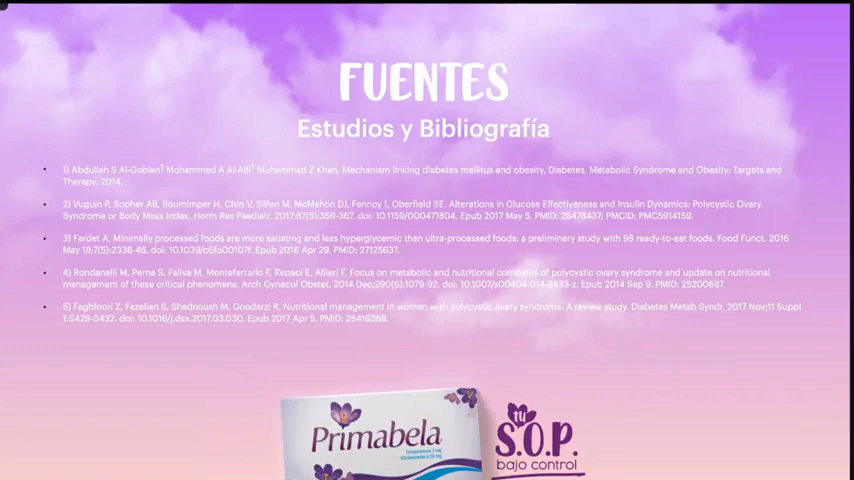 FUENTES
Estudios y Bibliografía
• 1) Abdullah S Al-Goblan1 Mohammed A Al-Alfi1 Muhammad Z Khan; Mechanism linking diabetes mellitus and obesity, Diabetes, Metabolic Syndrome and Obesity: Targets and
Therapy. 2014.
• 2) Vuguin P, Sopher AB, Roumimper H, Chin V, Silfen M, McMahon DJ, Fennoy I, Oberfield SE. Alterations in Glucose Effectiveness and Insulin Dynamics: Polycystic Ovary
Syndrome or Body Mass Index. Horm Res Paediatr. 2017;87(6):359-367. doi: 10.1159/000471804. Epub 2017 May 5. PMID: 28478437; PMCID: PMC5914159.
• 3) Fardet A. Minimally processed foods are more satiating and less hyperglycemic than ultra-processed foods: a preliminary study with 98 ready-to-eat foods. Food Funct. 2016
May 18;7(5):2338-46. doi: 10.1039/c6fo00107f. Epub 2016 Apr 29. PMID: 27125637.
• 4) Rondanelli M, Perna S, Faliva M, Monteferrario F, Repaci E, Allieri F. Focus on metabolic and nutritional correlates of polycystic ovary syndrome and update on nutritional
management of these critical phenomena. Arch Gynecol Obstet. 2014 Dec;290(6):1079-92. doi: 10.1007/s00404-014-3433-z. Epub 2014 Sep 9. PMID: 25200687.
• 5) Faghfoori Z, Fazelian S, Shadnoush M, Goodarzi R. Nutritional management in women with polycystic ovary syndrome: A review study. Diabetes Metab Syndr. 2017 Nov;11 Suppl
1:S429-S432. doi: 10.1016/j.dsx.2017.03.030. Epub 2017 Apr 5. PMID: 28416368.
Primabela
tu
S.O.P.
bajo control